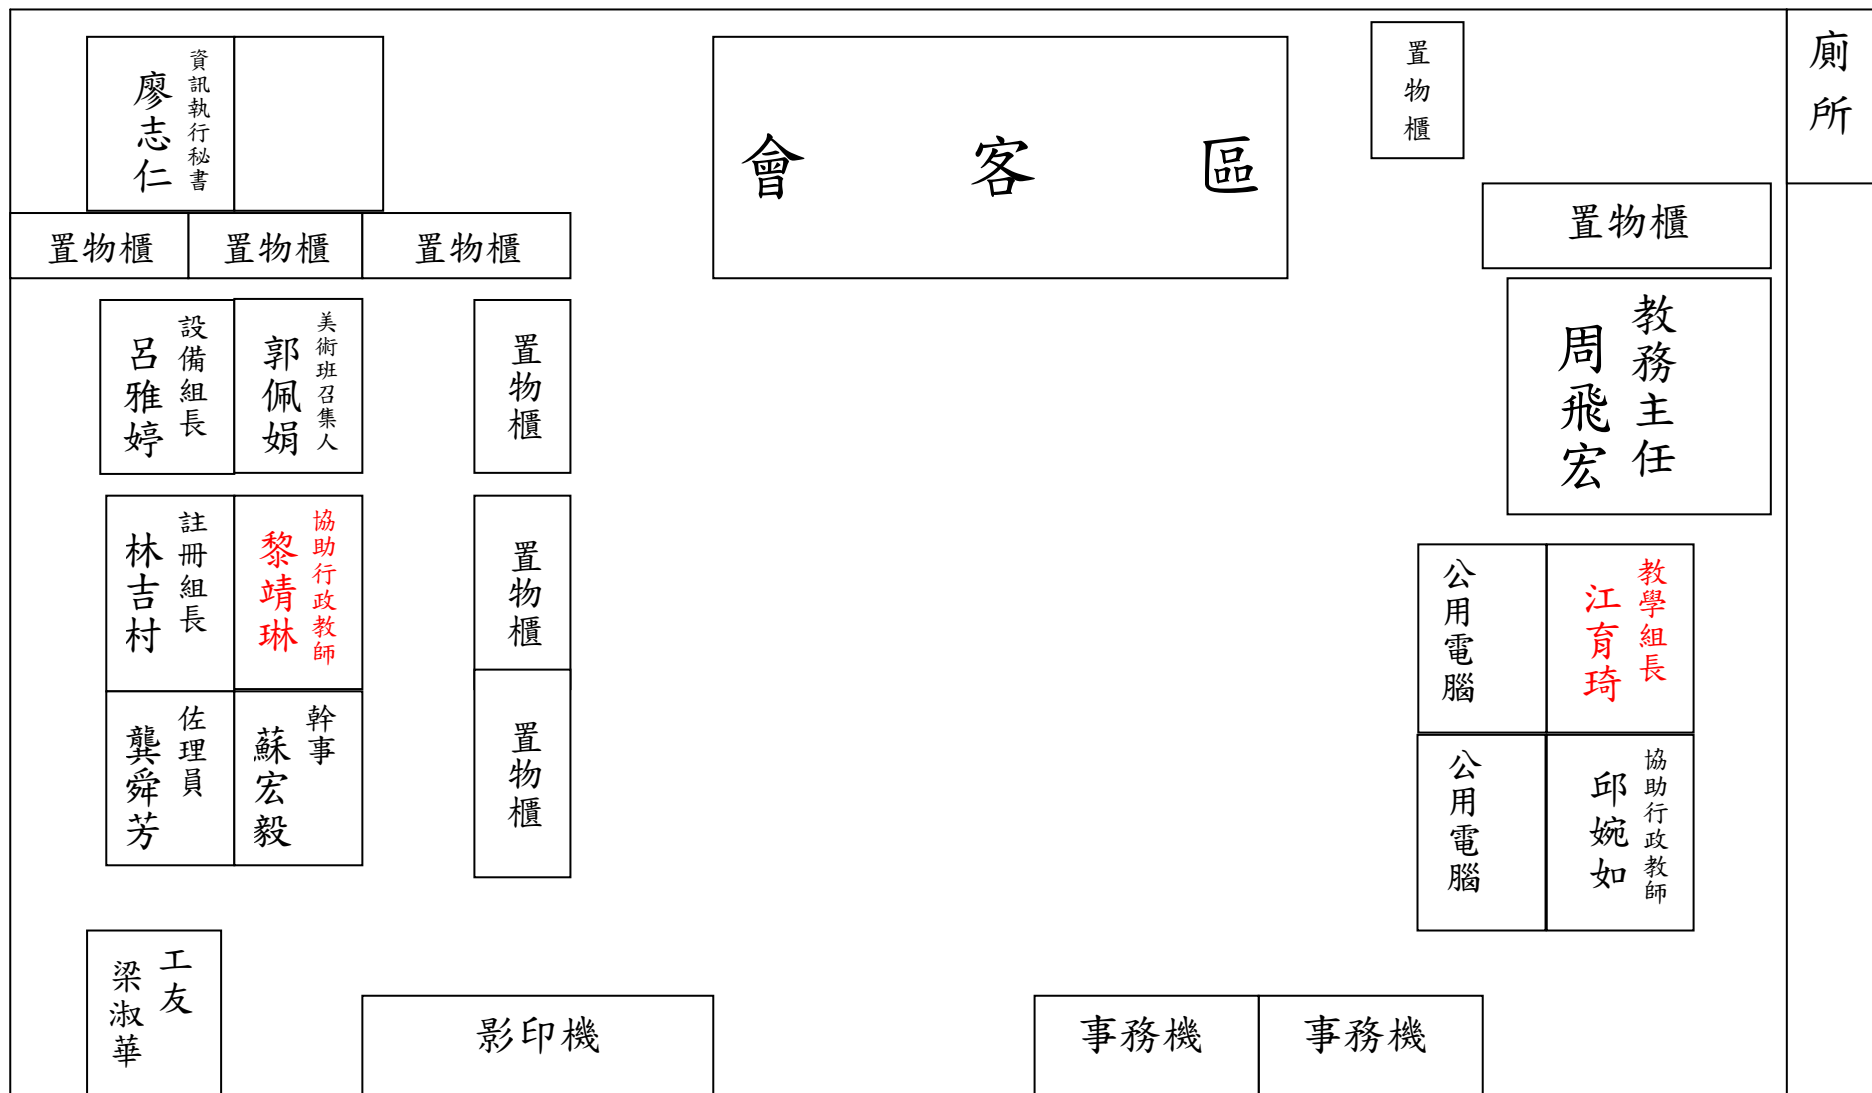 資訊執行秘書
廖志仁
會客區
置物櫃
廁所
置物櫃
置物櫃
置物櫃
置物櫃
設備組長
呂雅婷
美術班召集人
郭佩娟
置物櫃
教務主任
周飛宏
註冊組長
林吉村
協助行政教師
黎靖琳
置物櫃
公用電腦
教學組長
江育琦
佐理員
龔舜芳
幹事
蘇宏毅
置物櫃
公用電腦
協助行政教師
邱婉如
工友
梁淑華
影印機
事務機
事務機